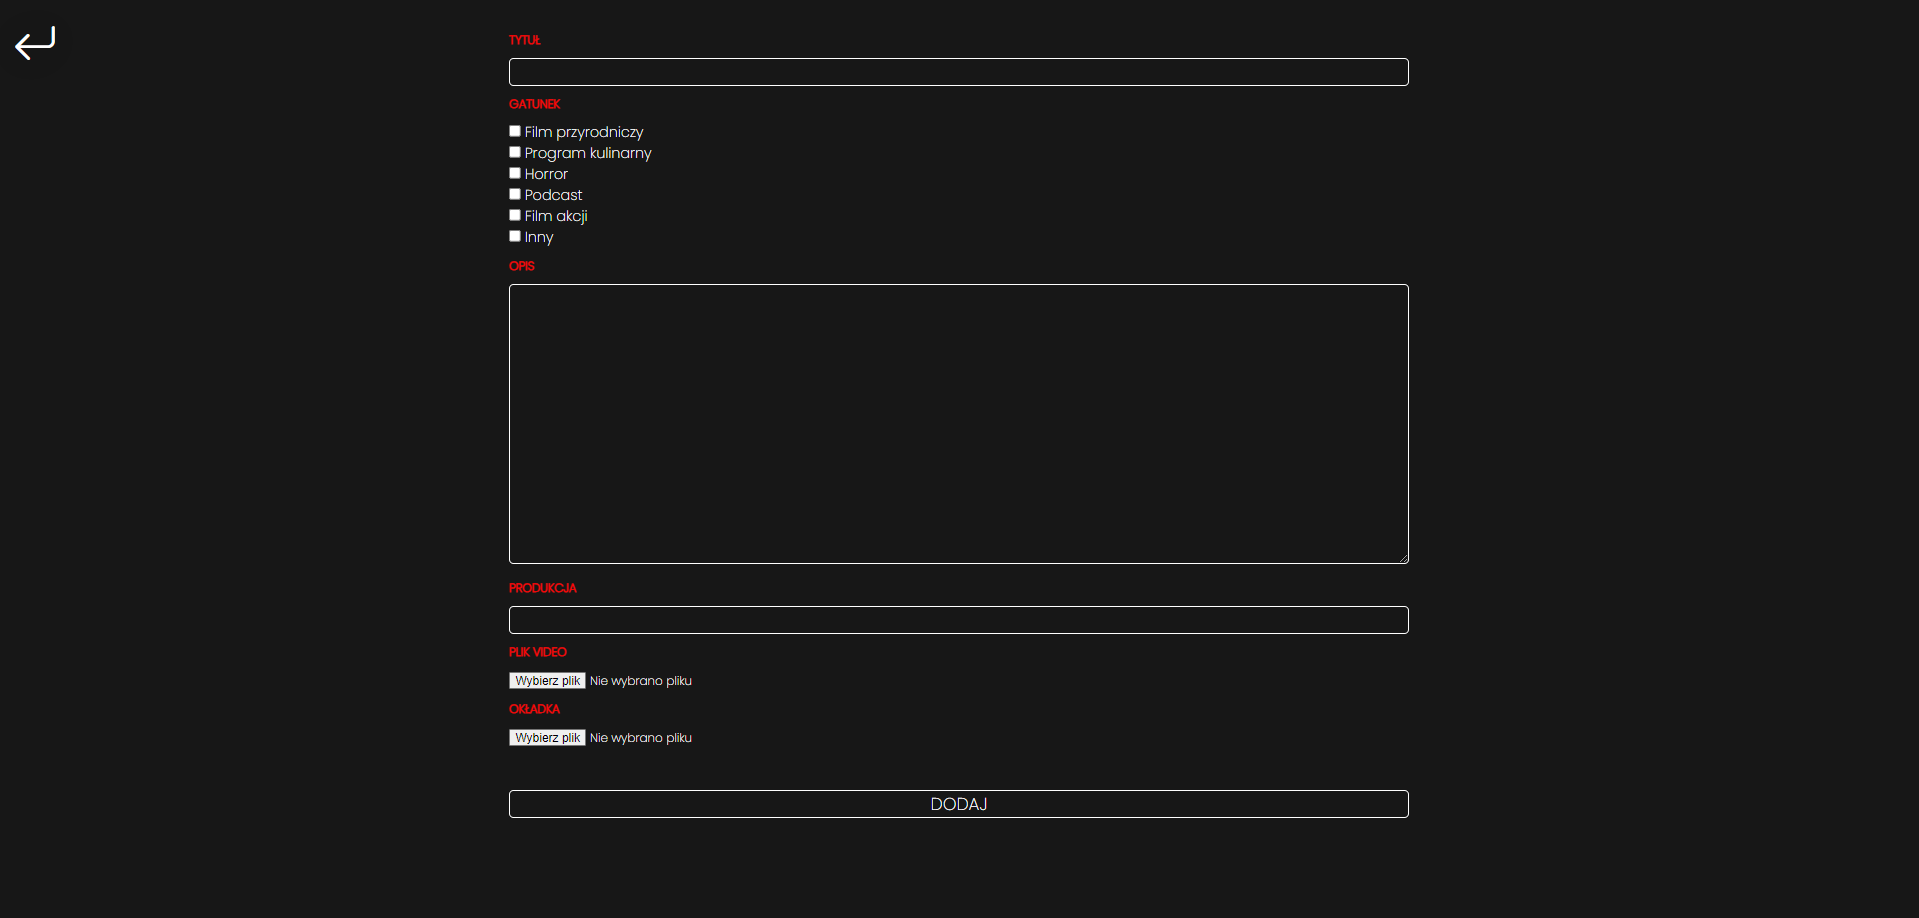 TYTUŁ
GATUNEK
Film przyrodniczy
Program kulinarny
Horror
Podcast
Film akcji
Inny
OPIS
PRODUKCJA
PLIK VIDEO
Wybierz plik Nie wybrano pliku
OKŁADKA
Wybierz plik Nie wybrano pliku
DODAJ